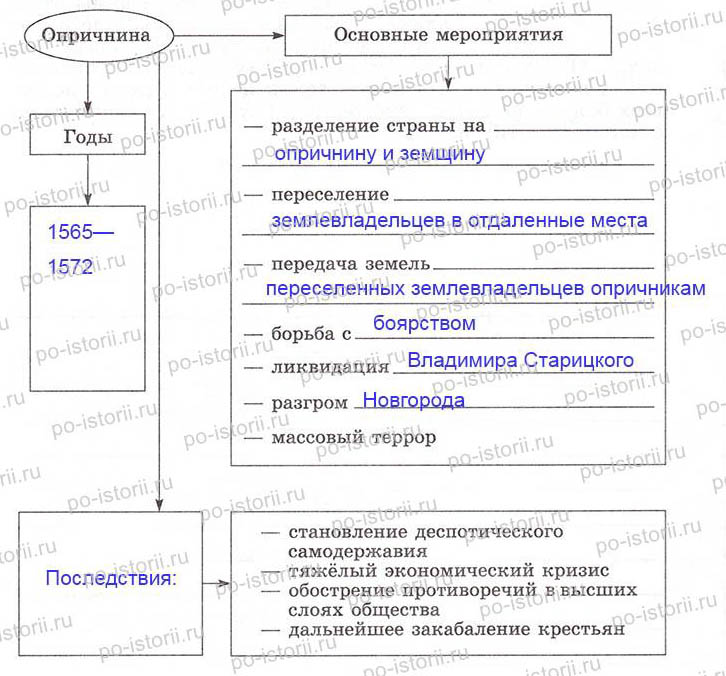 Опричнина
Основные мероприятия
Годы
1565—
1572
— разделение страны на
опричнину и земщину
— переселение
землевладельцев в отдаленные места
— передача земель
переселенных землевладельцев опричникам
— борьба с боярством
— ликвидация Владимира Старицкого
— разгром Новгорода
— массовый террор
Последствия:
— становление деспотического
самодержавия
— тяжёлый экономический кризис
— обострение противоречий в высших
слоях общества
— дальнейшее закабаление крестьян
po-istorii.ru